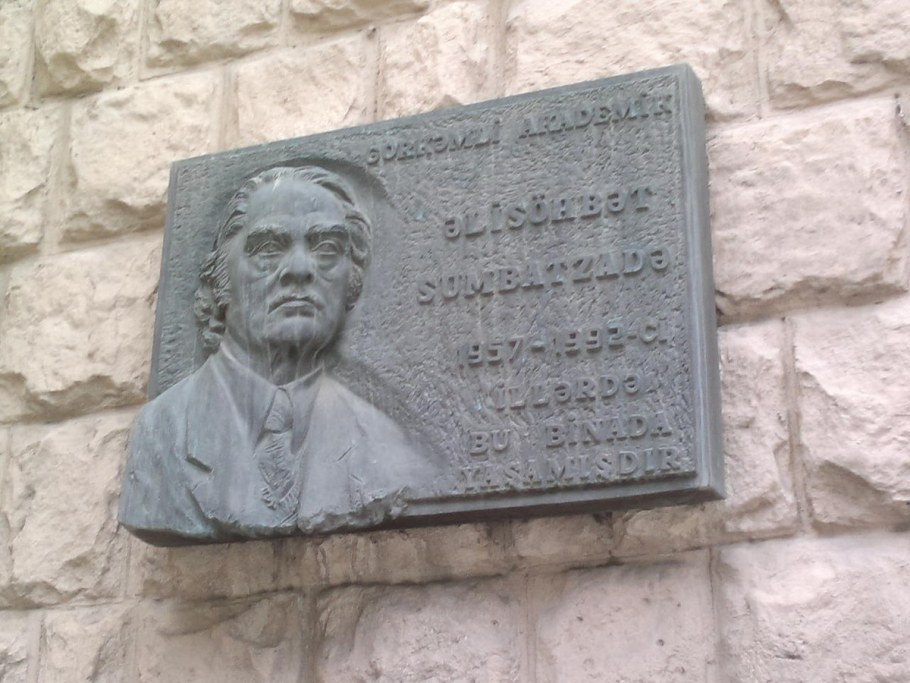 GÖRKƏMLİ AKADEMİK
ƏLİSÖHBƏT
SUMBATZADƏ
1957-1992-Cİ
İLLƏRDƏ
BU BİNADA
YAŞAMIŞDIR